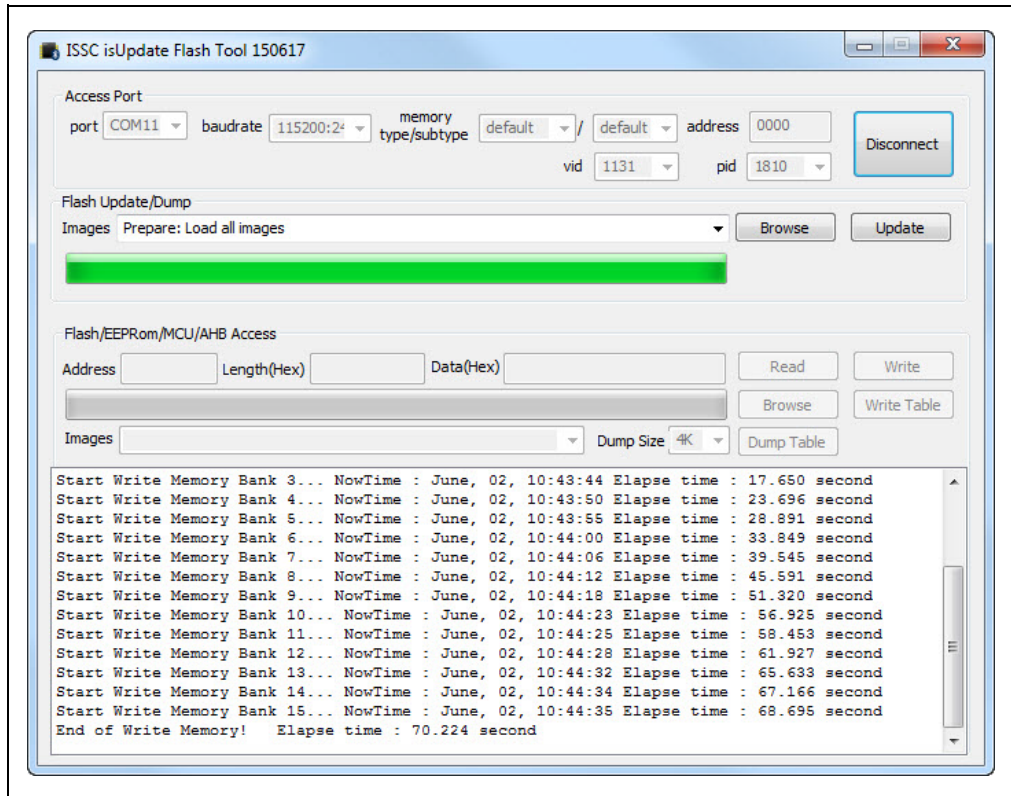 ISSC isUpdate Flash Tool 150617
Access Port
port COM11 baudrate 115200:24 memory type/subtype default / default address 0000 Disconnect
vid 1131 pid 1810
Flash Update/Dump
Images Prepare: Load all images Browse Update
Flash/EEPRom/MCU/AHB Access
Address Length(Hex) Data(Hex) Read Write
Browse Write Table
Images Dump Size 4K Dump Table
Start Write Memory Bank 3... NowTime : June, 02, 10:43:44 Elapse time : 17.650 second
Start Write Memory Bank 4... NowTime : June, 02, 10:43:50 Elapse time : 23.696 second
Start Write Memory Bank 5... NowTime : June, 02, 10:43:55 Elapse time : 28.891 second
Start Write Memory Bank 6... NowTime : June, 02, 10:44:00 Elapse time : 33.849 second
Start Write Memory Bank 7... NowTime : June, 02, 10:44:06 Elapse time : 39.545 second
Start Write Memory Bank 8... NowTime : June, 02, 10:44:12 Elapse time : 45.591 second
Start Write Memory Bank 9... NowTime : June, 02, 10:44:18 Elapse time : 51.320 second
Start Write Memory Bank 10... NowTime : June, 02, 10:44:23 Elapse time : 56.925 second
Start Write Memory Bank 11... NowTime : June, 02, 10:44:25 Elapse time : 58.453 second
Start Write Memory Bank 12... NowTime : June, 02, 10:44:28 Elapse time : 61.927 second
Start Write Memory Bank 13... NowTime : June, 02, 10:44:32 Elapse time : 65.633 second
Start Write Memory Bank 14... NowTime : June, 02, 10:44:34 Elapse time : 67.166 second
Start Write Memory Bank 15... NowTime : June, 02, 10:44:35 Elapse time : 68.695 second
End of Write Memory! Elapse time : 70.224 second